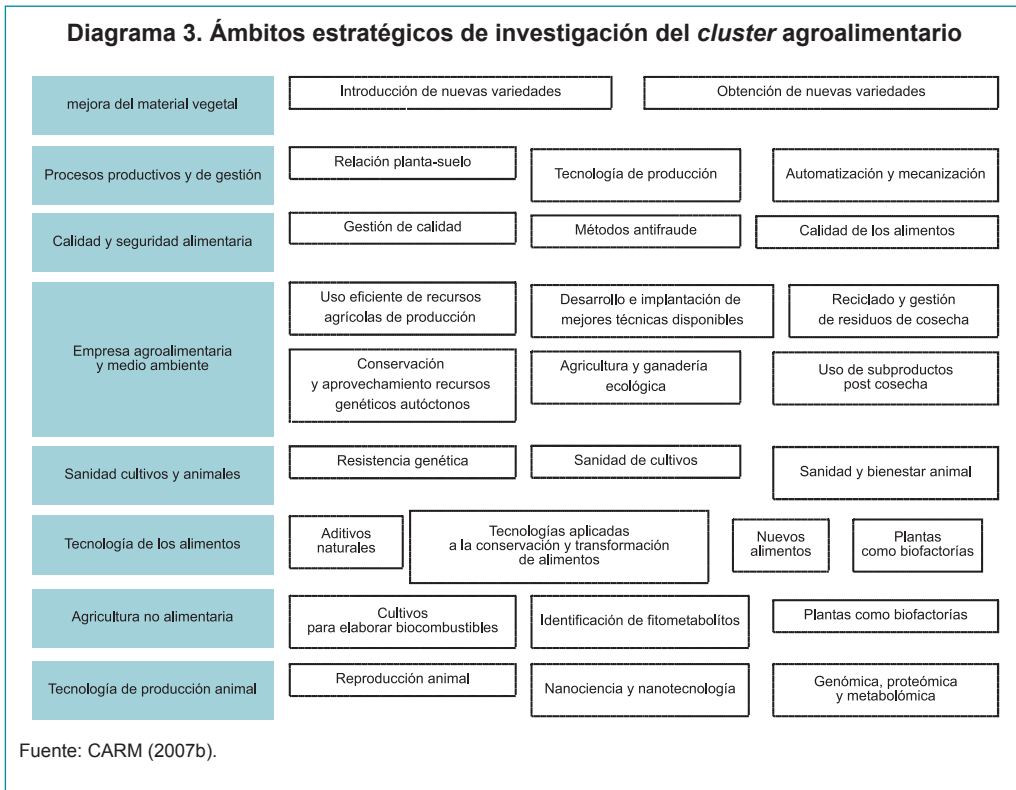 Diagrama 3. Ámbitos estratégicos de investigación del cluster agroalimentario
mejora del material vegetal
Introducción de nuevas variedades
Obtención de nuevas variedades
Procesos productivos y de gestión
Relación planta-suelo
Tecnología de producción
Automatización y mecanización
Calidad y seguridad alimentaria
Gestión de calidad
Métodos antifraude
Calidad de los alimentos
Empresa agroalimentaria
y medio ambiente
Uso eficiente de recursos
agrícolas de producción
Desarrollo e implantación de
mejores técnicas disponibles
Reciclado y gestión
de residuos de cosecha
Conservación
y aprovechamiento recursos
genéticos autóctonos
Agricultura y ganadería
ecológica
Uso de subproductos
post cosecha
Sanidad cultivos y animales
Resistencia genética
Sanidad de cultivos
Sanidad y bienestar animal
Tecnología de los alimentos
Aditivos
naturales
Tecnologías aplicadas
a la conservación y transformación
de alimentos
Nuevos
alimentos
Plantas
como biofactorías
Agricultura no alimentaria
Cultivos
para elaborar biocombustibles
Identificación de fitometabolítos
Plantas como biofactorías
Tecnología de producción animal
Reproducción animal
Nanociencia y nanotecnología
Genómica, proteómica
y metabolómica
Fuente: CARM (2007b).